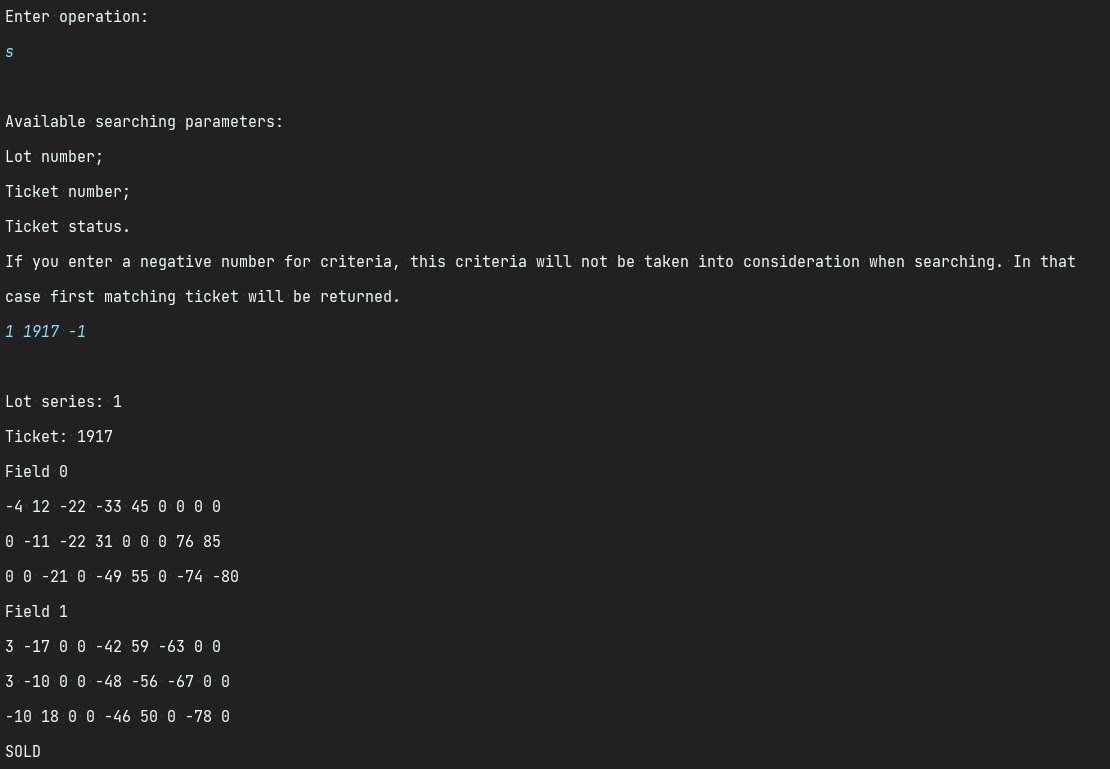 Enter operation:
s
Available searching parameters:
Lot number;
Ticket number;
Ticket status.
If you enter a negative number for criteria, this criteria will not be taken into consideration when searching. In that
case first matching ticket will be returned.
1 1917 -1
Lot series: 1
Ticket: 1917
Field 0
-4 12 -22 -33 45 0 0 0 0
0 -11 -22 31 0 0 0 76 85
0 0 -21 0 -49 55 0 -74 -80
Field 1
3 -17 0 0 -42 59 -63 0 0
3 -10 0 0 -48 -56 -67 0 0
-10 18 0 0 -46 50 0 -78 0
SOLD